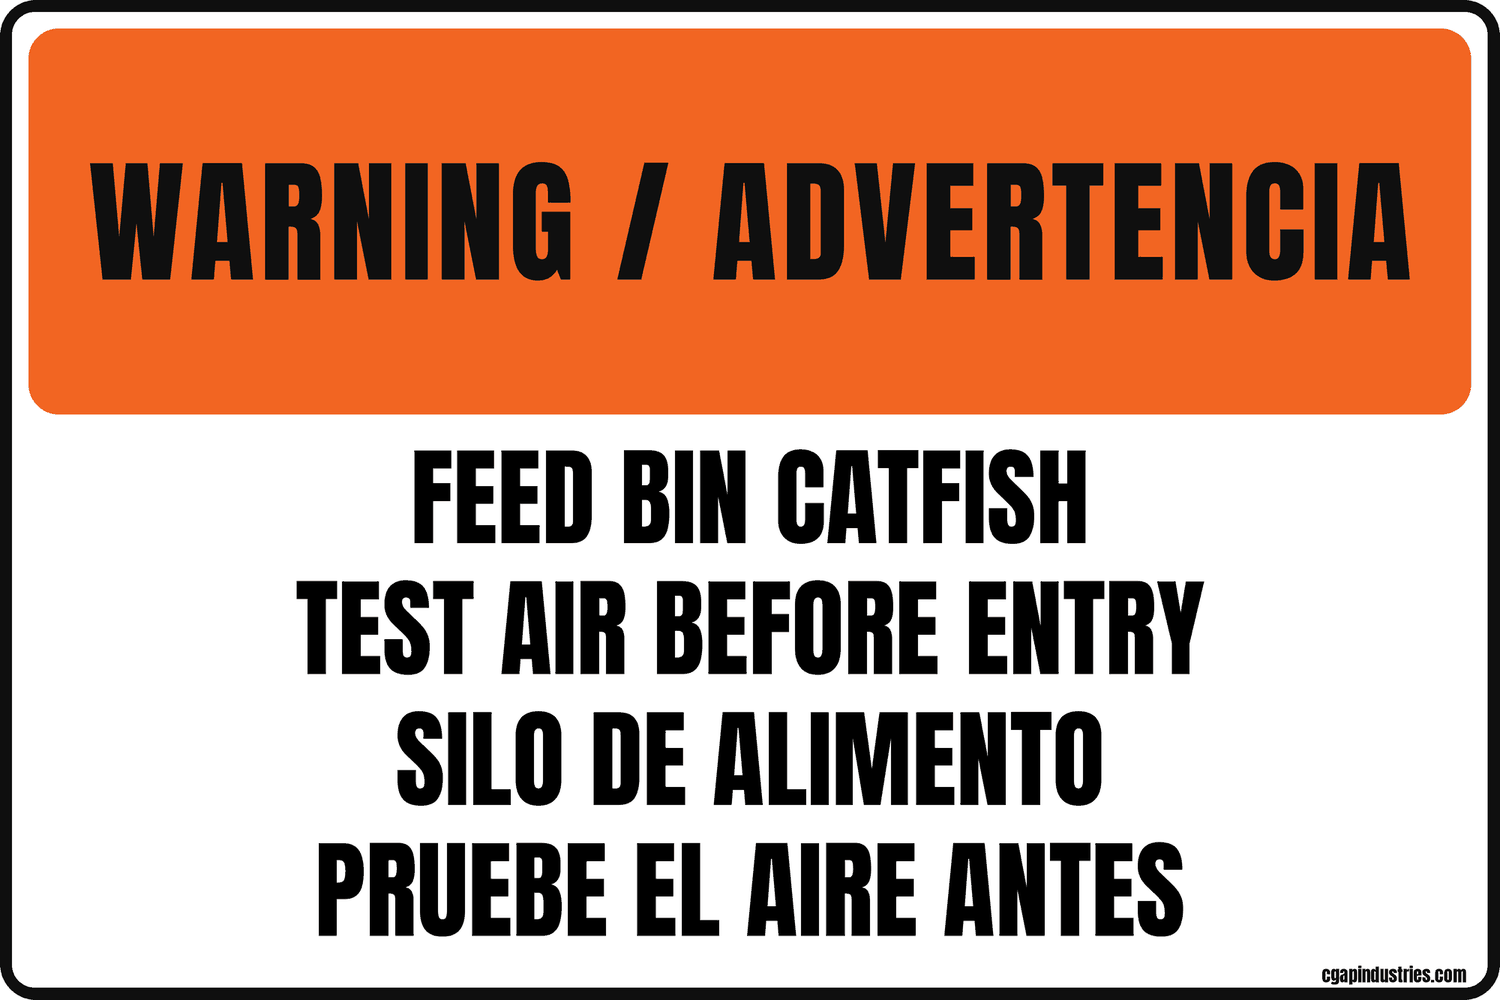 WARNING / ADVERTENCIA
FEED BIN CATFISH
TEST AIR BEFORE ENTRY
SILO DE ALIMENTO
PRUEBE EL AIRE ANTES
cgapindustries.com